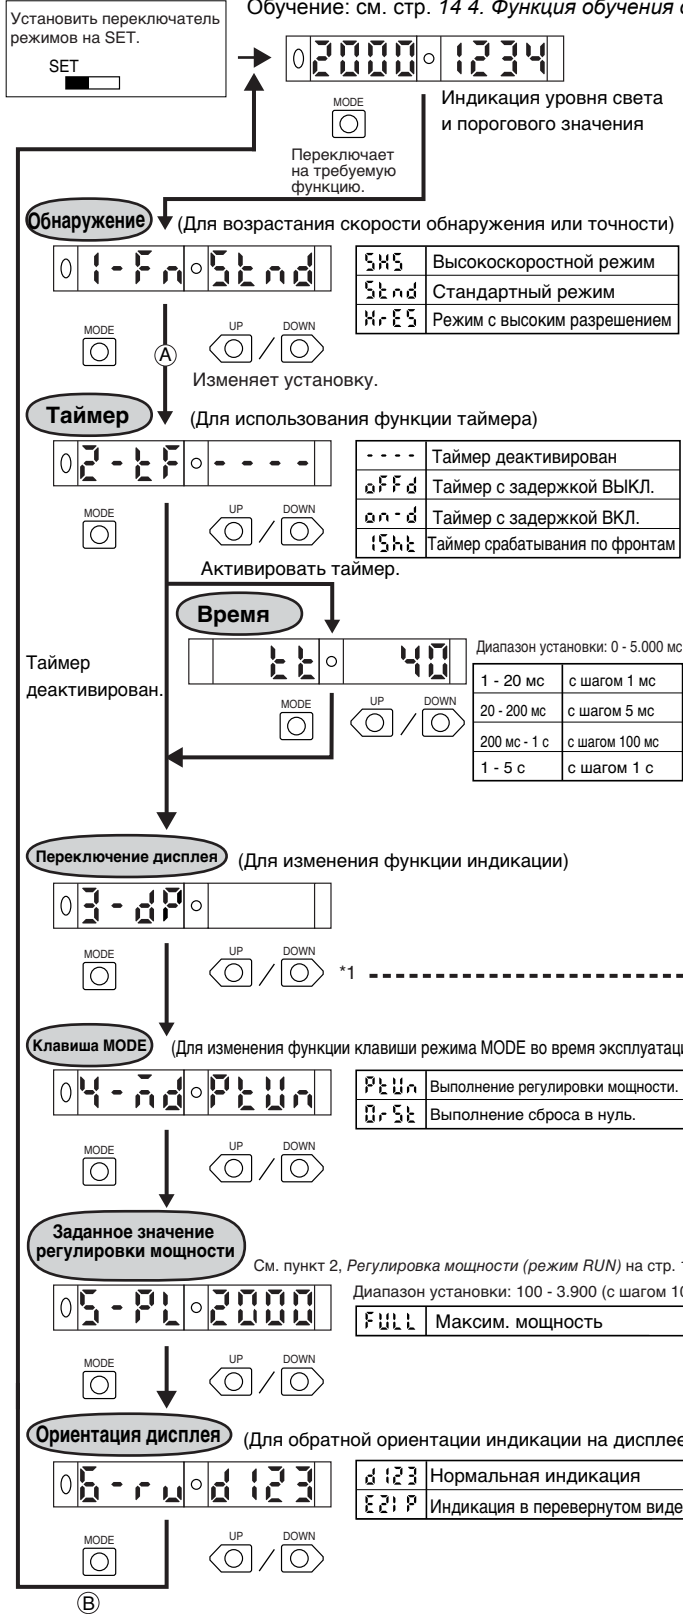 Обучение: см. стр. 14 4. Функция обучения
Установить переключатель
режимов на SET.
SET
2000 1234
MODE
Индикация уровня света
и порогового значения
Переключает
на требуемую
функцию.
Обнаружение (Для возрастания скорости обнаружения или точности)
1-Fn Stnd
SHS Высокоскоростной режим
Stnd Стандартный режим
HrES Режим с высоким разрешением
MODE A UP / DOWN
Изменяет установку.
Таймер (Для использования функции таймера)
2-tF ----
---- Таймер деактивирован
oFFd Таймер с задержкой ВЫКЛ.
on-d Таймер с задержкой ВКЛ.
1Sht Таймер срабатывания по фронтам
MODE UP / DOWN
Активировать таймер.
Время
tt 40
Диапазон установки: 0 - 5.000 мс
1 - 20 мс с шагом 1 мс
20 - 200 мс с шагом 5 мс
200 мс - 1 с с шагом 100 мс
1 - 5 с с шагом 1 с
MODE UP / DOWN
Таймер
деактивирован.
Переключение дисплея (Для изменения функции индикации)
3-dP
MODE UP / DOWN *1
Клавиша MODE (Для изменения функции клавиши режима MODE во время эксплуатаци
4-md PtUn
PtUn Выполнение регулировки мощности.
0rSt Выполнение сброса в нуль.
MODE UP / DOWN
Заданное значение
регулировки мощности
См. пункт 2, Регулировка мощности (режим RUN) на стр. 1
Диапазон установки: 100 - 3.900 (с шагом 10
5-PL 2000
FULL Максим. мощность
MODE UP / DOWN
Ориентация дисплея (Для обратной ориентации индикации на дисплее
6-ru d123
d123 Нормальная индикация
E21P Индикация в перевернутом виде
MODE UP / DOWN
B